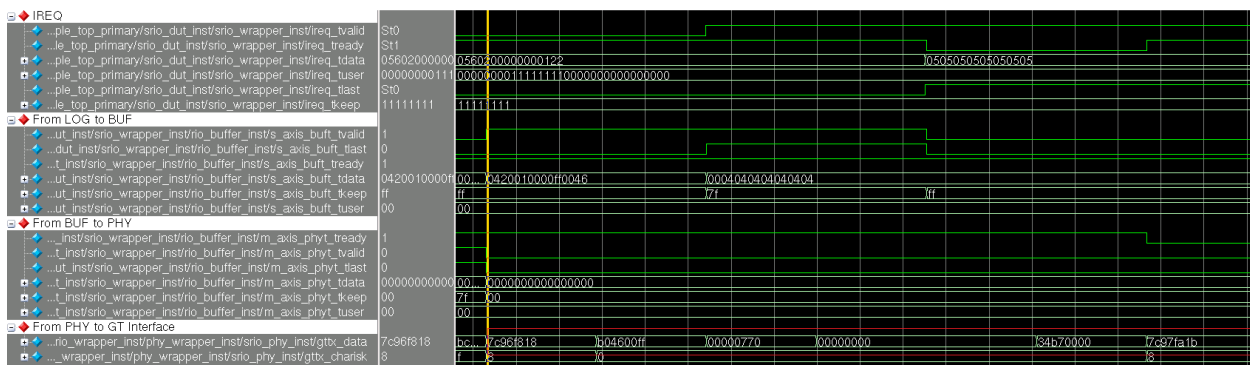 IREQ
...ple_top_primary/srio_dut_inst/srio_wrapper_inst/ireq_tvalid St0
...le_top_primary/srio_dut_inst/srio_wrapper_inst/ireq_tready St1
...ple_top_primary/srio_dut_inst/srio_wrapper_inst/ireq_tdata 05602000000 0560200000000122 0505050505050505
...ple_top_primary/srio_dut_inst/srio_wrapper_inst/ireq_tuser 00000000111 00000000111111110000000000000000
...ple_top_primary/srio_dut_inst/srio_wrapper_inst/ireq_tlast St0
...le_top_primary/srio_dut_inst/srio_wrapper_inst/ireq_tkeep 11111111 11111111
From LOG to BUF
...ut_inst/srio_wrapper_inst/rio_buffer_inst/s_axis_buft_tvalid 1
...dut_inst/srio_wrapper_inst/rio_buffer_inst/s_axis_buft_tlast 0
...t_inst/srio_wrapper_inst/rio_buffer_inst/s_axis_buft_tready 1
...ut_inst/srio_wrapper_inst/rio_buffer_inst/s_axis_buft_tdata 0420010000ff 00... 0420010000ff0046 0004040404040404
...ut_inst/srio_wrapper_inst/rio_buffer_inst/s_axis_buft_tkeep ff ff 7f ff
...ut_inst/srio_wrapper_inst/rio_buffer_inst/s_axis_buft_tuser 00 00
From BUF to PHY
..._inst/srio_wrapper_inst/rio_buffer_inst/m_axis_phyt_tready 1
...t_inst/srio_wrapper_inst/rio_buffer_inst/m_axis_phyt_tvalid 0
...ut_inst/srio_wrapper_inst/rio_buffer_inst/m_axis_phyt_tlast 0
...t_inst/srio_wrapper_inst/rio_buffer_inst/m_axis_phyt_tdata 00000000000 00... 0000000000000000
...t_inst/srio_wrapper_inst/rio_buffer_inst/m_axis_phyt_tkeep 00 7f 00
...t_inst/srio_wrapper_inst/rio_buffer_inst/m_axis_phyt_tuser 00 00
From PHY to GT Interface
...rio_wrapper_inst/phy_wrapper_inst/srio_phy_inst/gttx_data 7c96f818 bc... 7c96f818 b04600ff 00000770 00000000 34b70000 7c97fa1b
..._wrapper_inst/phy_wrapper_inst/srio_phy_inst/gttx_charisk 8 f 8 0 8